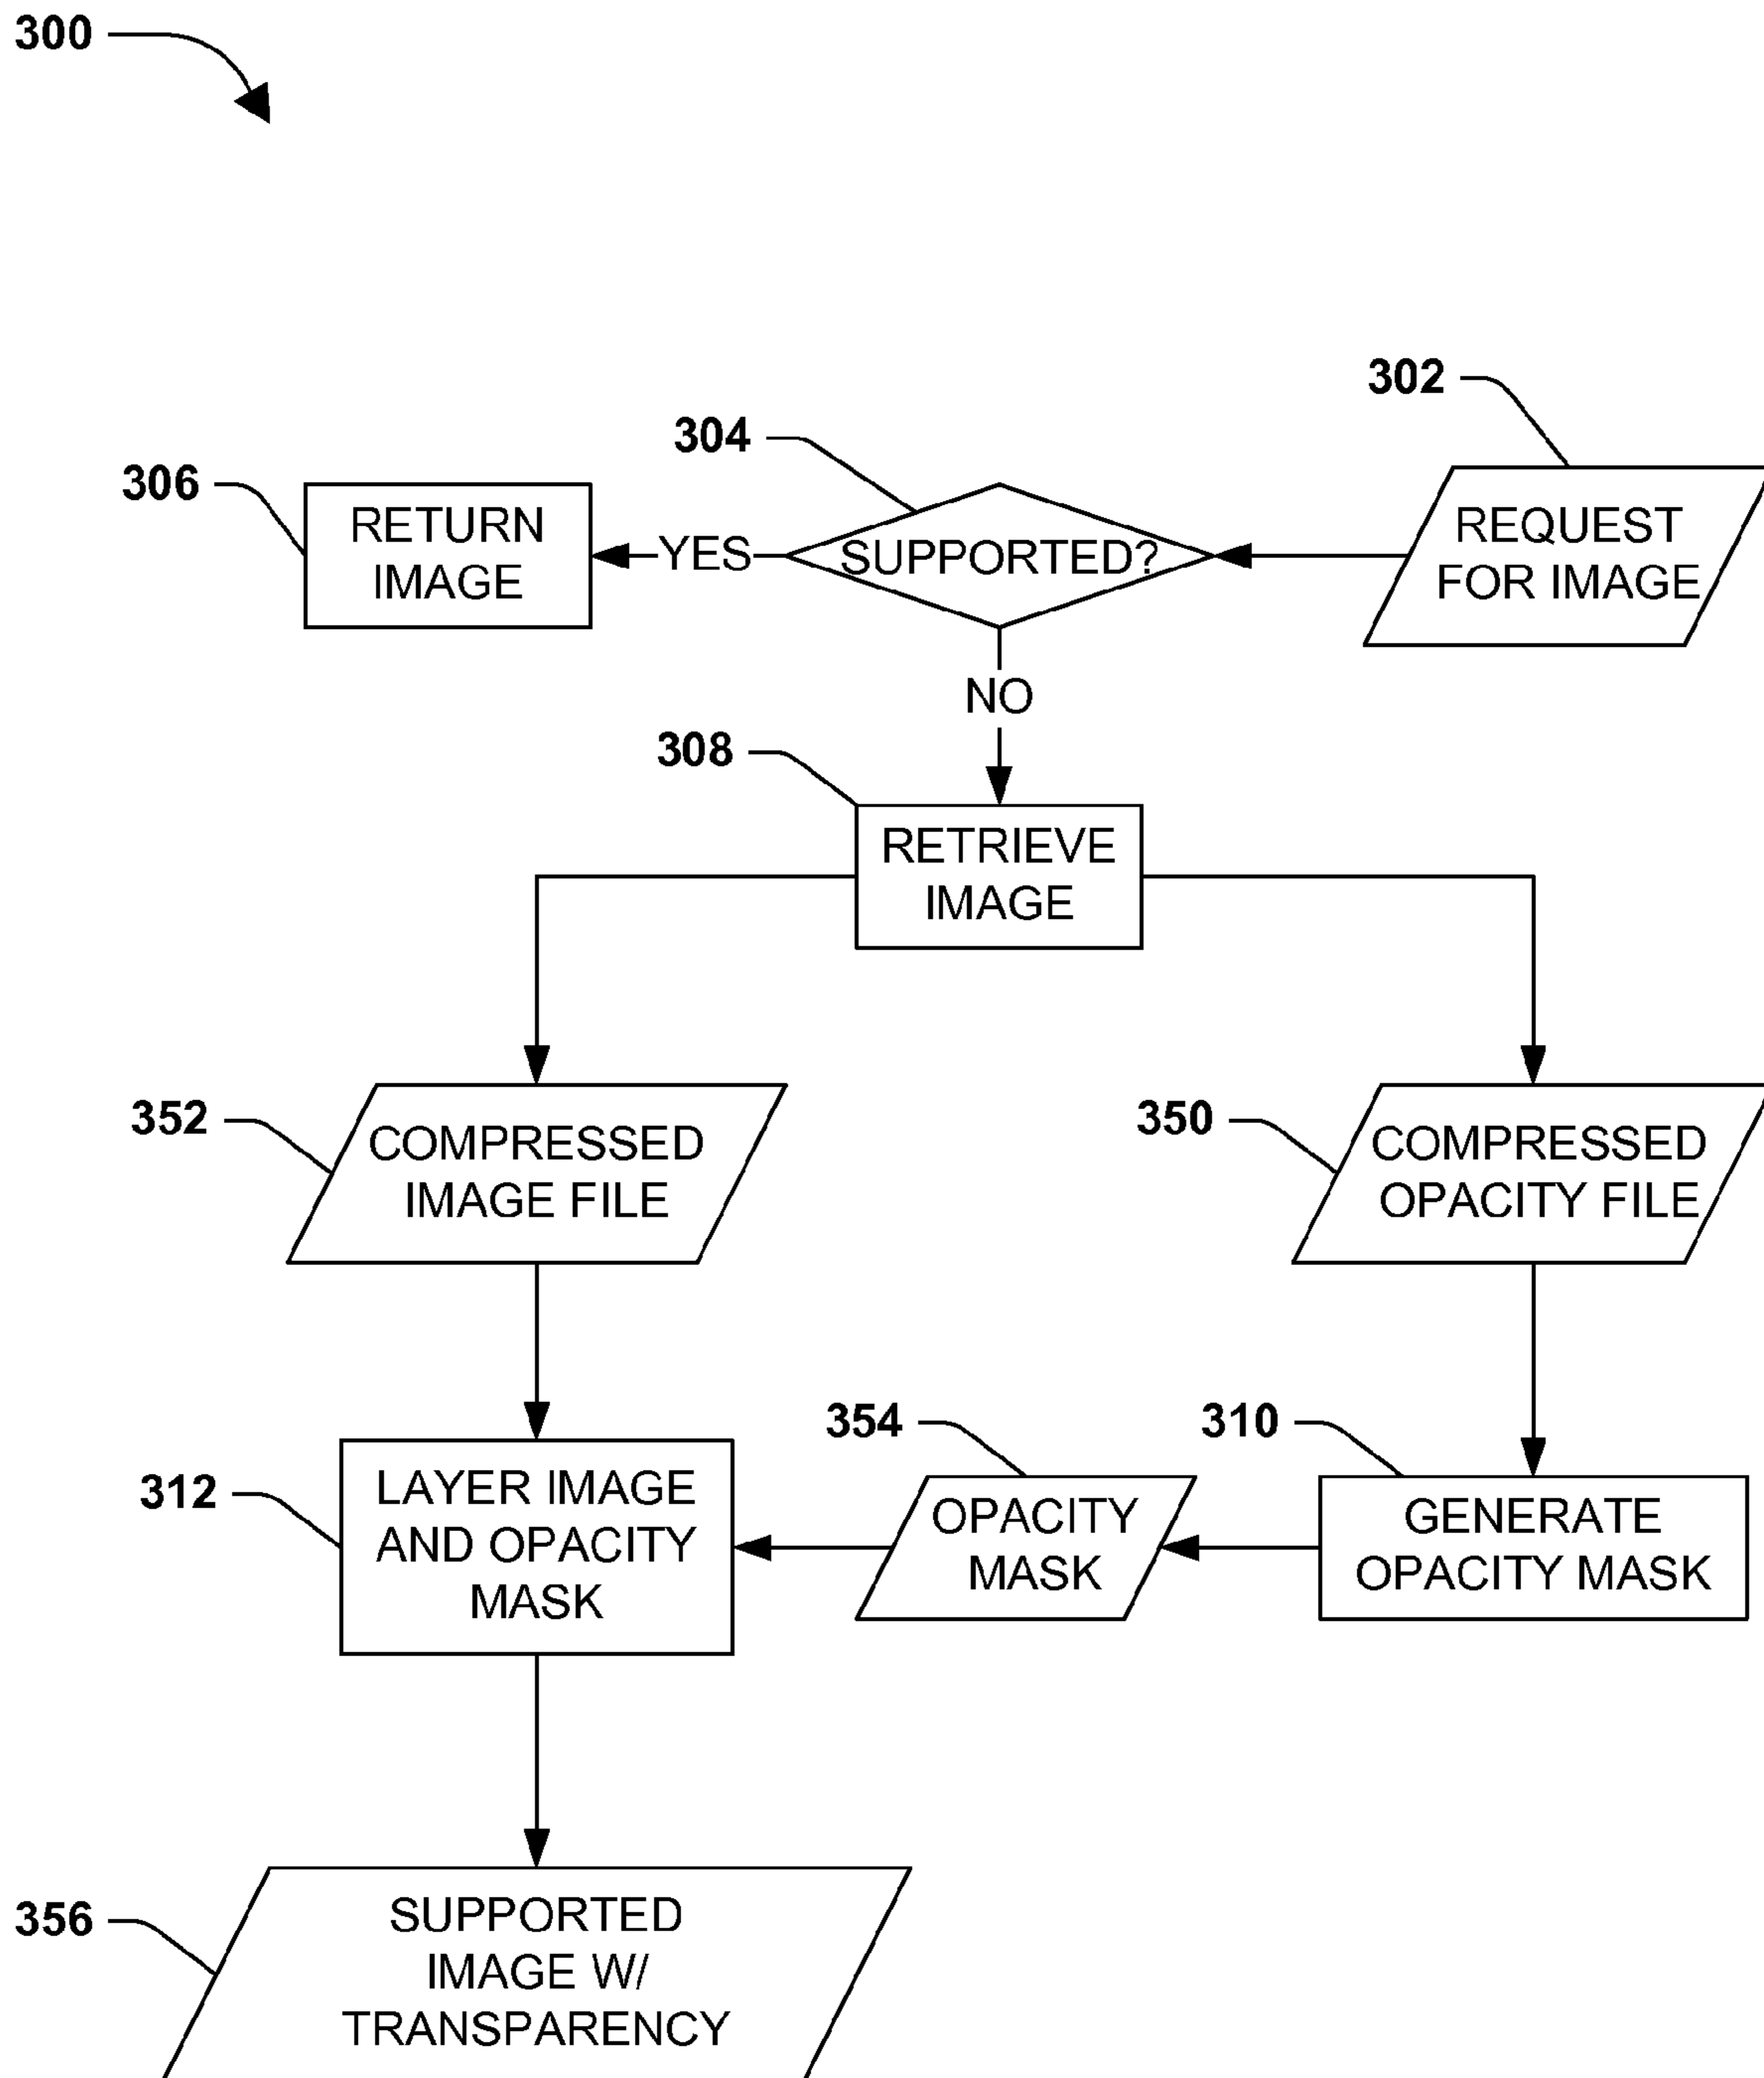 300
302
304
306
RETURN
IMAGE
YES
SUPPORTED?
REQUEST
FOR IMAGE
NO
308
RETRIEVE
IMAGE
352
COMPRESSED
IMAGE FILE
350
COMPRESSED
OPACITY FILE
354
310
312
LAYER IMAGE
AND OPACITY
MASK
OPACITY
MASK
GENERATE
OPACITY MASK
356
SUPPORTED
IMAGE W/
TRANSPARENCY